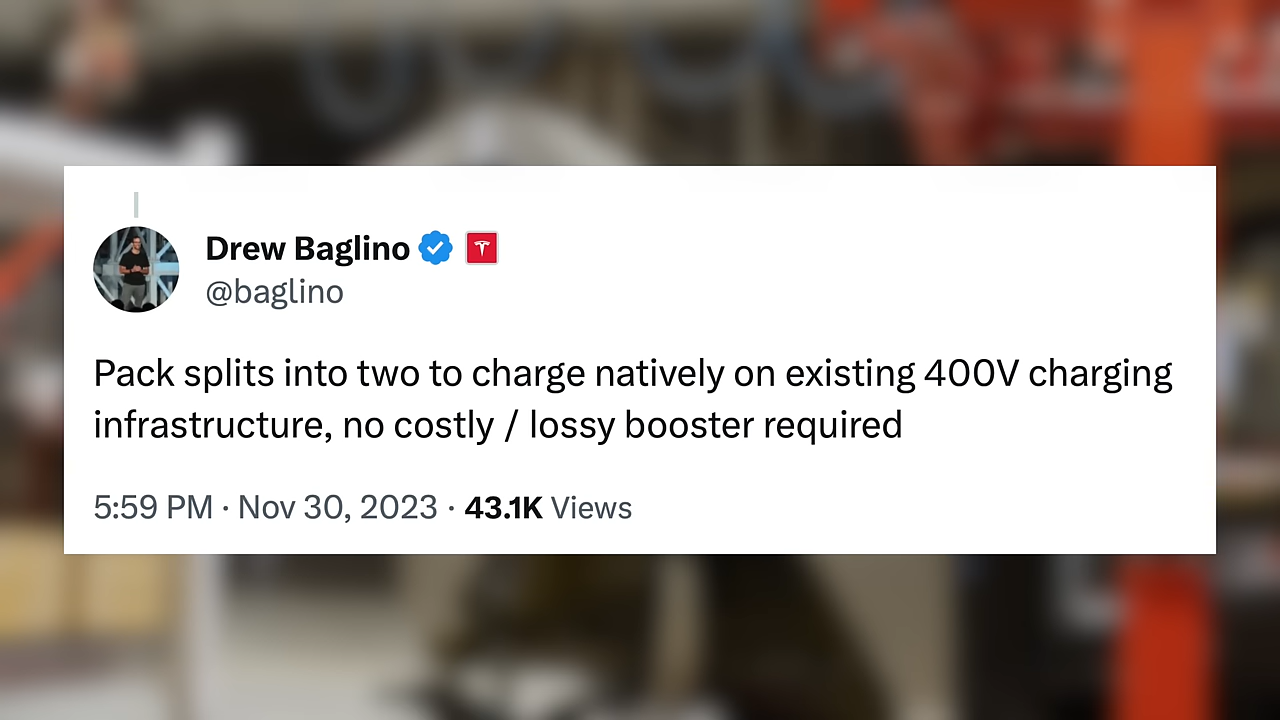 Drew Baglino
@baglino
Pack splits into two to charge natively on existing 400V charging
infrastructure, no costly / lossy booster required
5:59 PM · Nov 30, 2023 · 43.1K Views